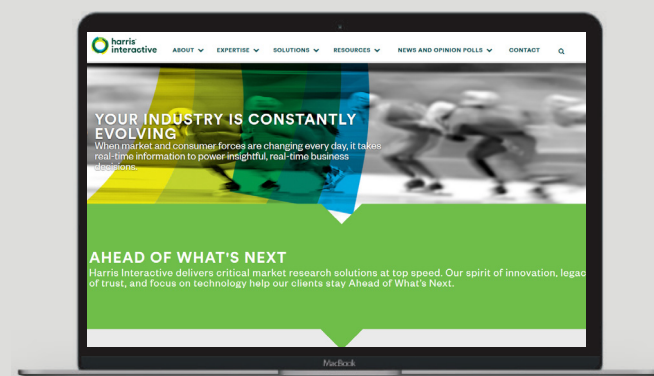 harris
interactive
ABOUT EXPERTISE SOLUTIONS RESOURCES NEWS AND OPINION POLLS CONTACT
YOUR INDUSTRY IS CONSTANTLY
EVOLVING
When market and consumer forces are changing every day, it takes
real-time information to power insightful, real-time business
decisions.
AHEAD OF WHAT'S NEXT
Harris Interactive delivers critical market research solutions at top speed. Our spirit of innovation, legac
of trust, and focus on technology help our clients stay Ahead of What's Next.
MacBook